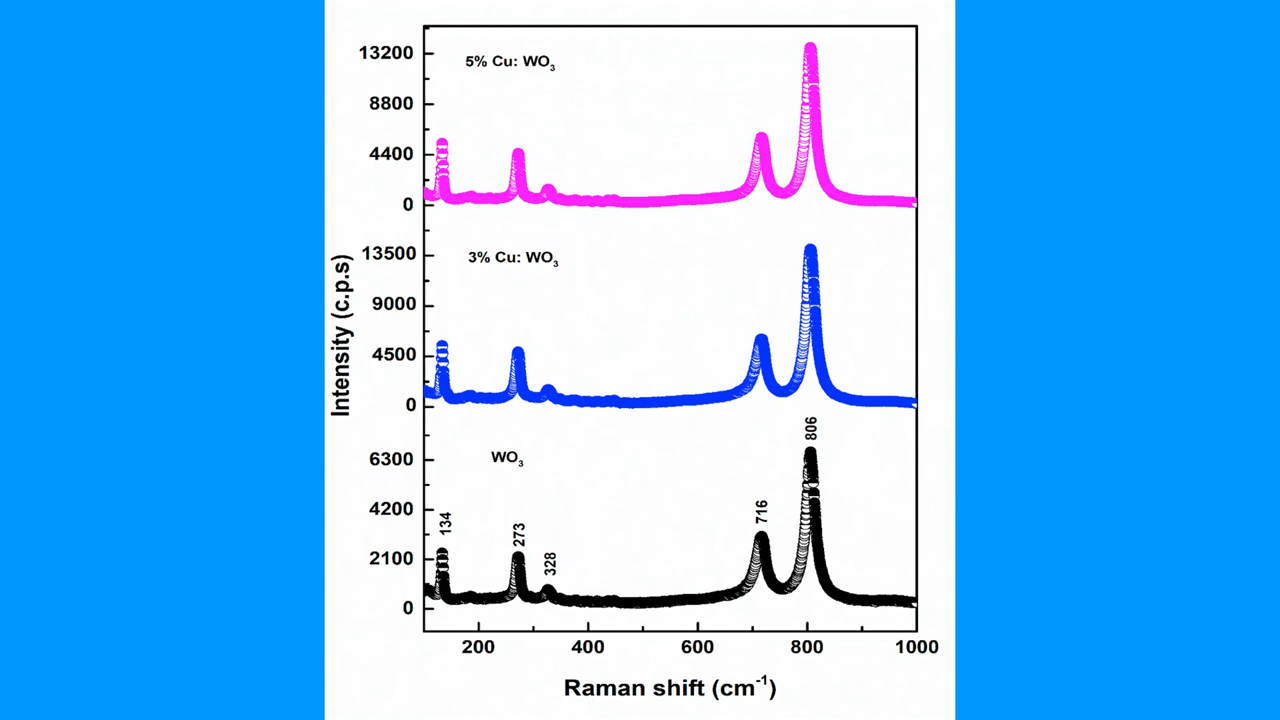 13200
5% Cu: WO₃
8800
4400
0
13500
3% Cu: WO₃
9000
4500
0
806
6300
WO₃
4200
716
134
273
328
2100
0
200 400 600 800 1000
Intensity (c.p.s)
Raman shift (cm⁻¹)